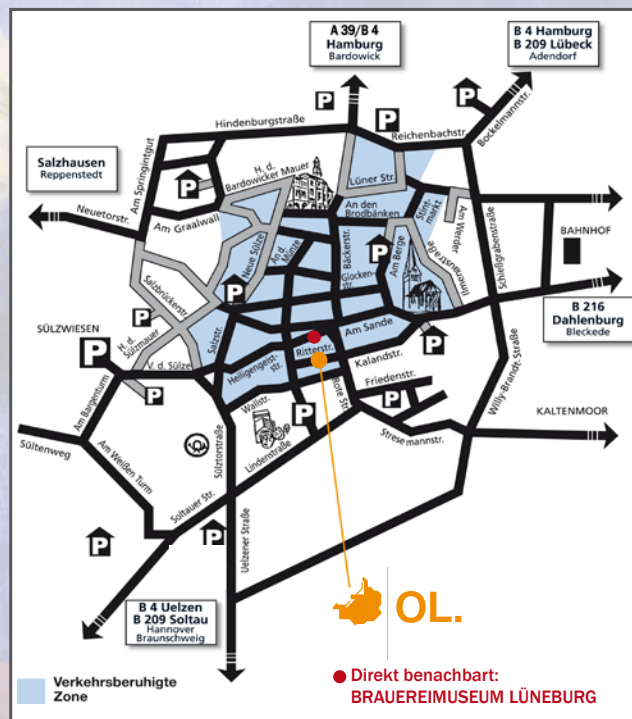 A 39/B 4
Hamburg
Bardowick
B 4 Hamburg
B 209 Lübeck
Adendorf
P
P
P
Hindenburgstraße
Reichenbachstr.
Bockelmannstr.
Salzhausen
Reppenstedt
Am Springintgut
H. d.
Bardowicker Mauer
Lüner Str.
P
Neuetorstr.
Am Graalwall
An den
Brodbänken
Stint-
markt
Am Werder
Ilmenaustraße
Schießgrabenstraße
BAHNHOF
Neue Sülze
An d.
Münze
Bäckerstr.
Glocken-
str.
P
Am Berge
Salzbrückerstr.
P
P
B 216
Dahlenburg
Bleckede
SÜLZWIESEN
P
H. d.
Sülzmauer
Salzstr.
Am Sande
Ritterstr.
Kalandstr.
P
V. d. Sülze
Heiligengeiststr.
Willy-Brandt-Straße
P
Wallstr.
Rote Str.
Friedenstr.
P
P
KALTENMOOR
Am Bargenturm
Sültenweg
Am Weißen Turm
Sülztorstraße
Lindenstraße
Stresemannstr.
Soltauer Str.
P
P
Uelzener Straße
B 4 Uelzen
B 209 Soltau
Hannover
Braunschweig
OL.
Verkehrsberuhigte
Zone
Direkt benachbart:
BRAUEREIMUSEUM LÜNEBURG